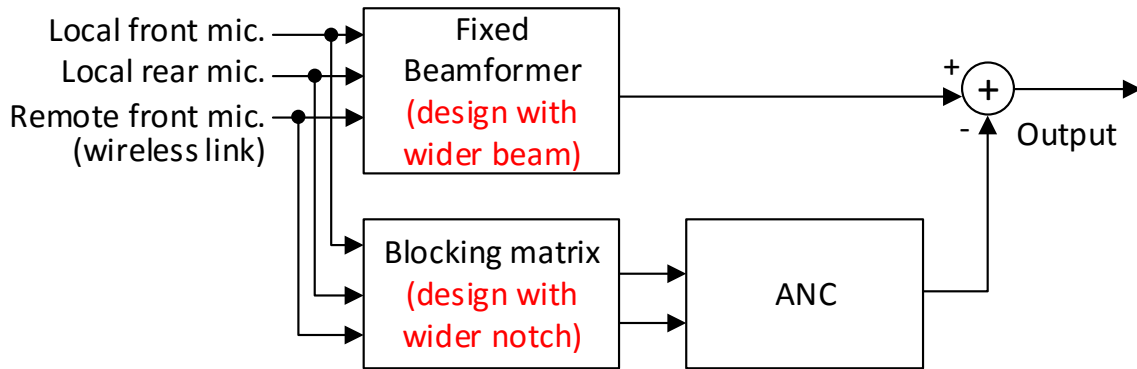 Local front mic.
Local rear mic.
Remote front mic.
(wireless link)
Fixed
Beamformer
(design with
wider beam)
+
+
-
Output
Blocking matrix
(design with
wider notch)
ANC